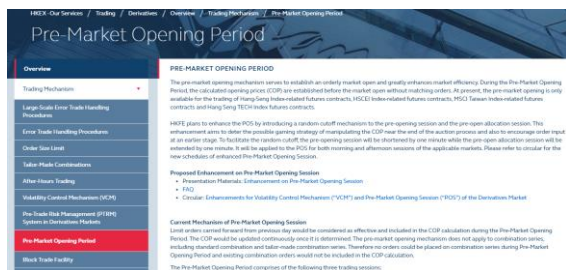 HKEX - Our Services / Trading / Derivatives / Overview / Trading Mechanism / Pre-Market Opening Period
Pre-Market Opening Period
Overview
Trading Mechanism
Large-Scale Error Trade Handling
Procedures
Error Trade Handling Procedures
Order Size Limit
Tailor-Made Combinations
After-Hours Trading
Volatility Control Mechanism (VCM)
Pre-Trade Risk Management (PTRM)
System in Derivatives Markets
Pre-Market Opening Period
Block Trade Facility
PRE-MARKET OPENING PERIOD
The pre-market opening mechanism serves to establish an orderly market open and greatly enhances market efficiency. During the Pre-Market Opening
Period, the calculated opening prices (COP) are established before the market open without matching orders. At present, the pre-market opening is only
available for the trading of Hang-Seng Index-related futures contracts, HSCEI Index-related futures contracts, MSCI Taiwan Index-related contracts
and Hang Seng TECH Index futures contracts.
HKFE plans to enhance the POS by introducing a random cutoff mechanism to the pre-opening session and the pre-open allocation session. This
enhancement aims to deter the possible gaming strategy of manipulating the COP near the end of the auction process and also to encourage order input
at an earlier stage. To facilitate the random cutoff, the pre-opening session will be shortened by one minute while the pre-open allocation session will be
extended by one minute. It will be applied to the POS for both morning and afternoon sessions of the applicable markets. Please refer to circular for the
new schedules of enhanced Pre-Market Opening Session.
Proposed Enhancement on Pre-Market Opening Session
• Presentation Materials: Enhancement on Pre-Market Opening Session
• FAQ
• Circular: Enhancements for Volatility Control Mechanism ("VCM") and Pre-Market Opening Session ("POS") of the Derivatives Market
Current Mechanism of Pre-Market Opening Session
Limit orders carried forward from previous day would be considered as effective and included in the COP calculation during the Pre-Market Opening
Period. The COP would be updated continuously once it is determined. The pre-market opening mechanism does not apply to combination series,
including standard combination and tailor-made combination series. Therefore no orders could be placed on combination series during Pre-Market
Opening Period and existing combination orders would not be included in the COP calculation.
The Pre-Market Opening Period comprises of the following three trading sessions: